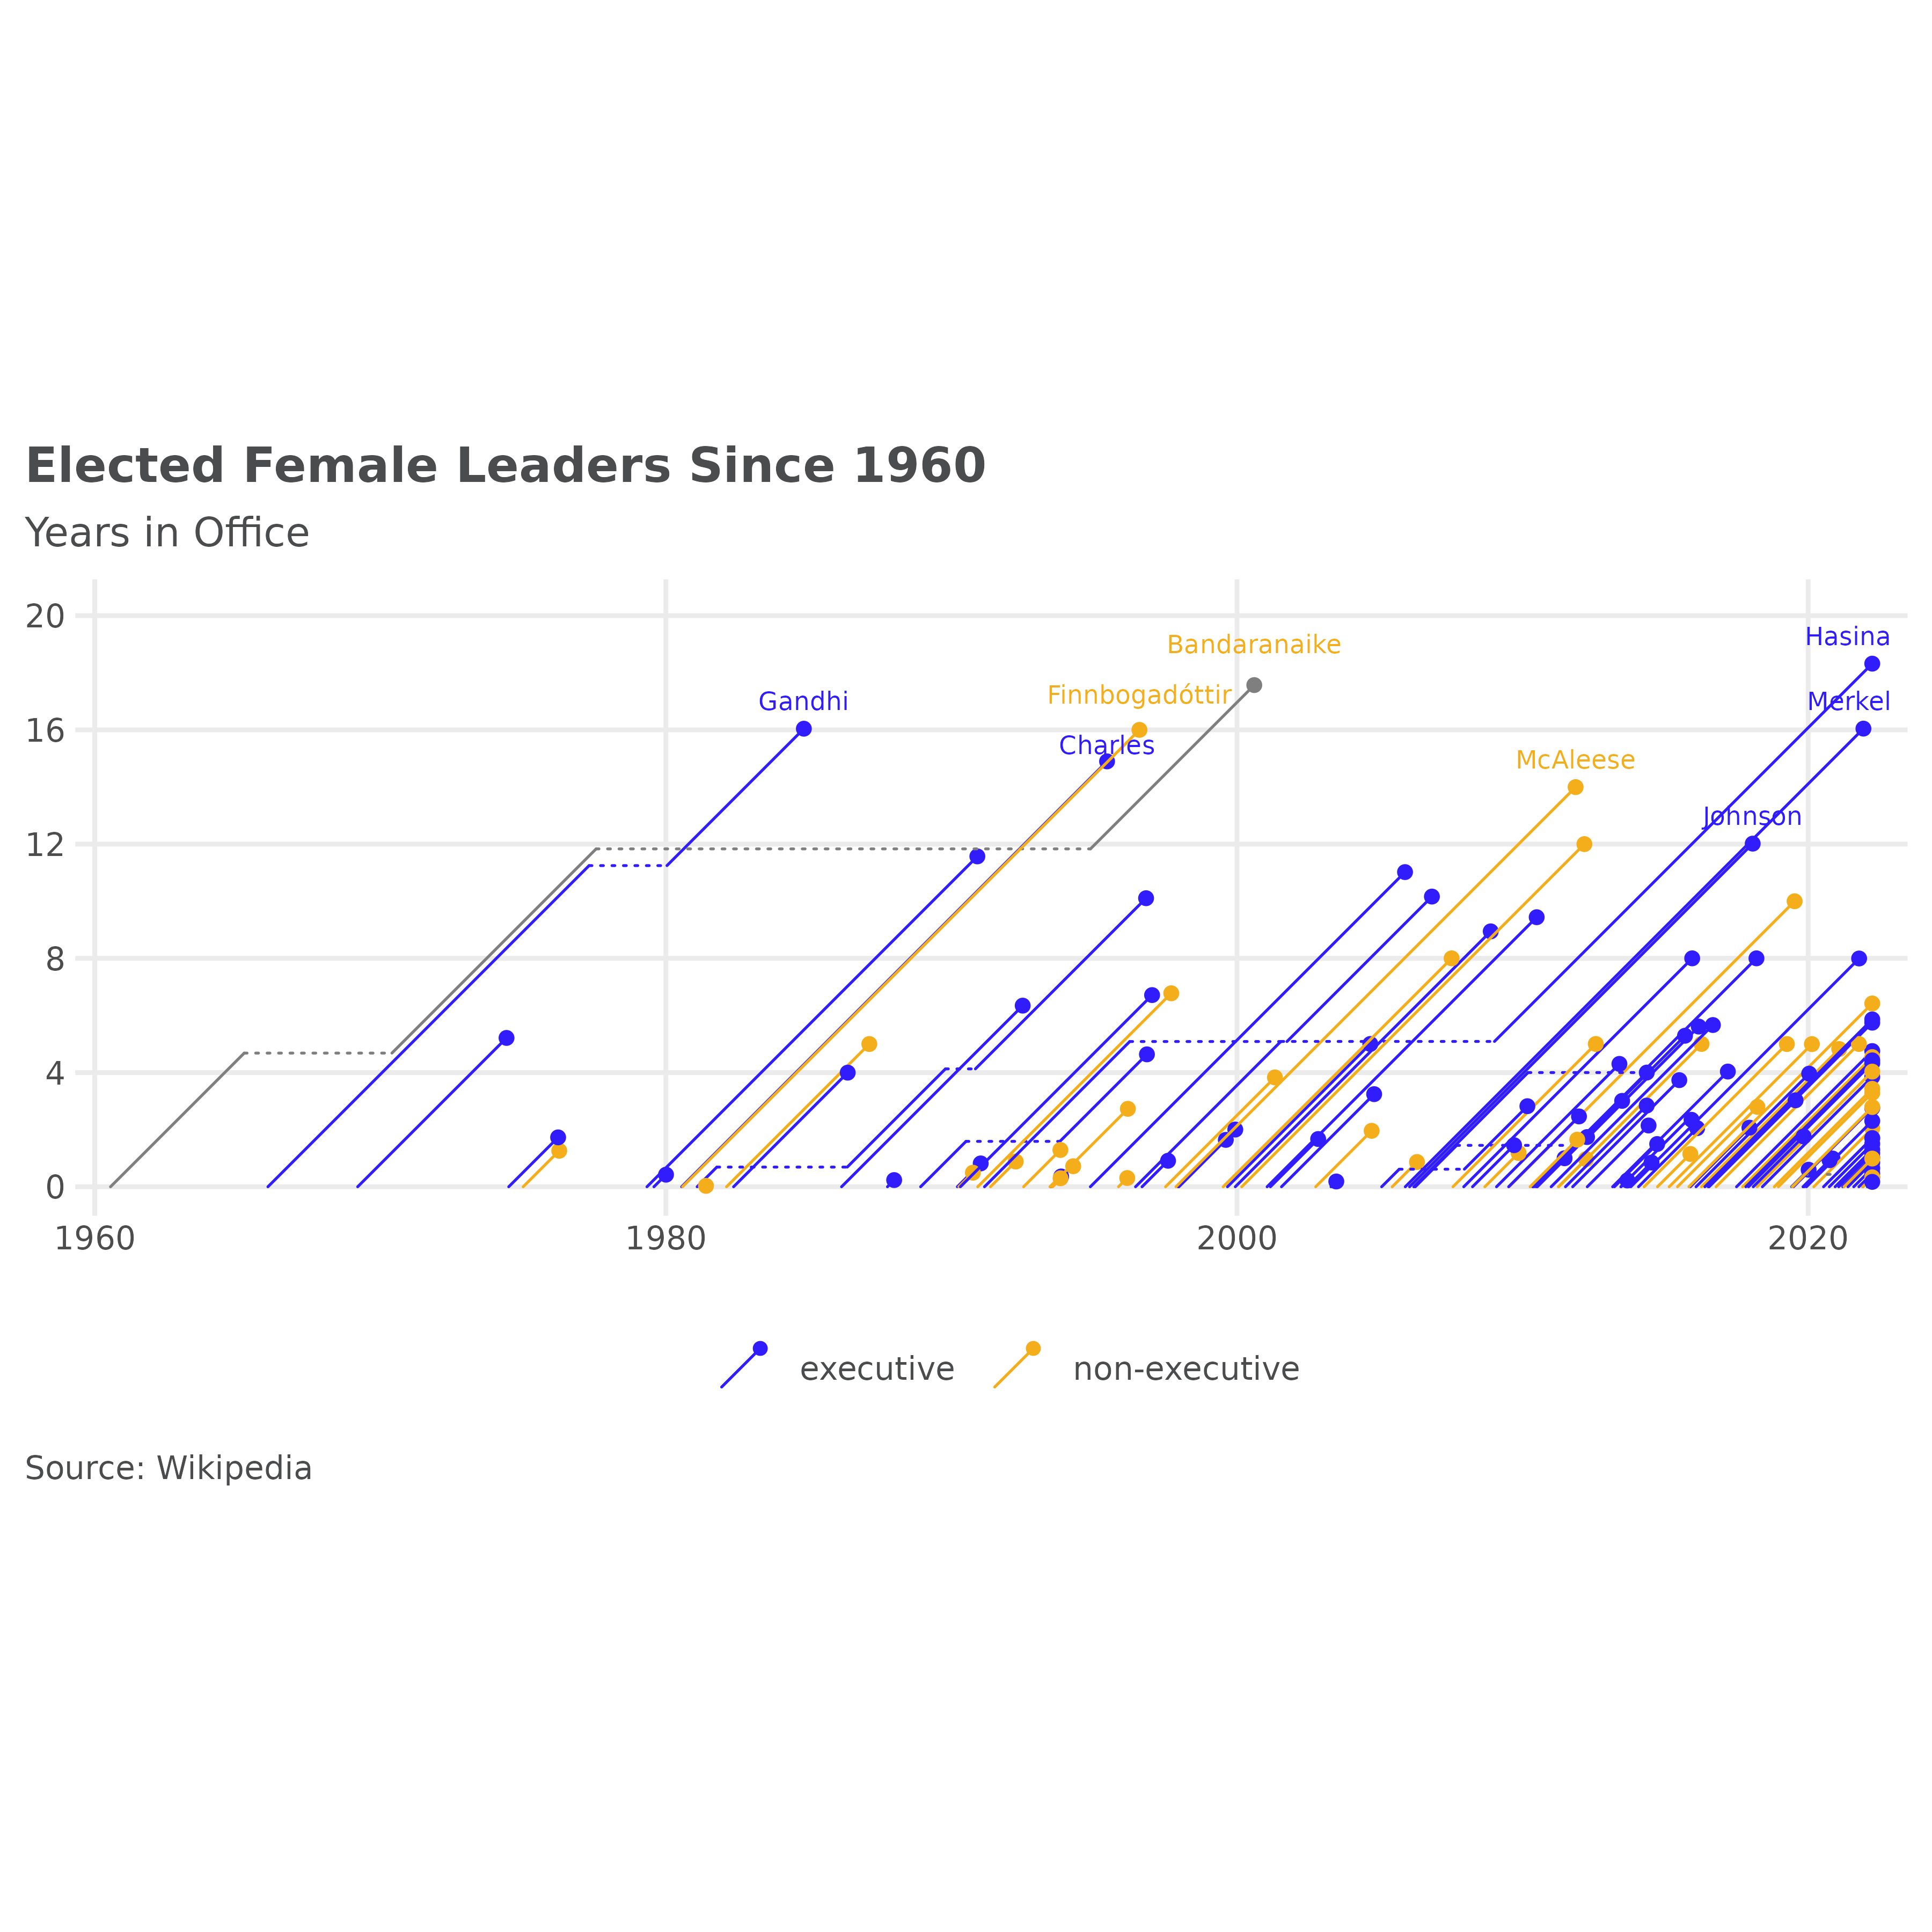 Elected Female Leaders Since 1960
Years in Office
20
16
12
8
4
0
Bandaranaike
Hasina
Finnbogadóttir
Gandhi
Merkel
Charles
McAleese
Johnson
1960 1980 2000 2020
executive non-executive
Source: Wikipedia